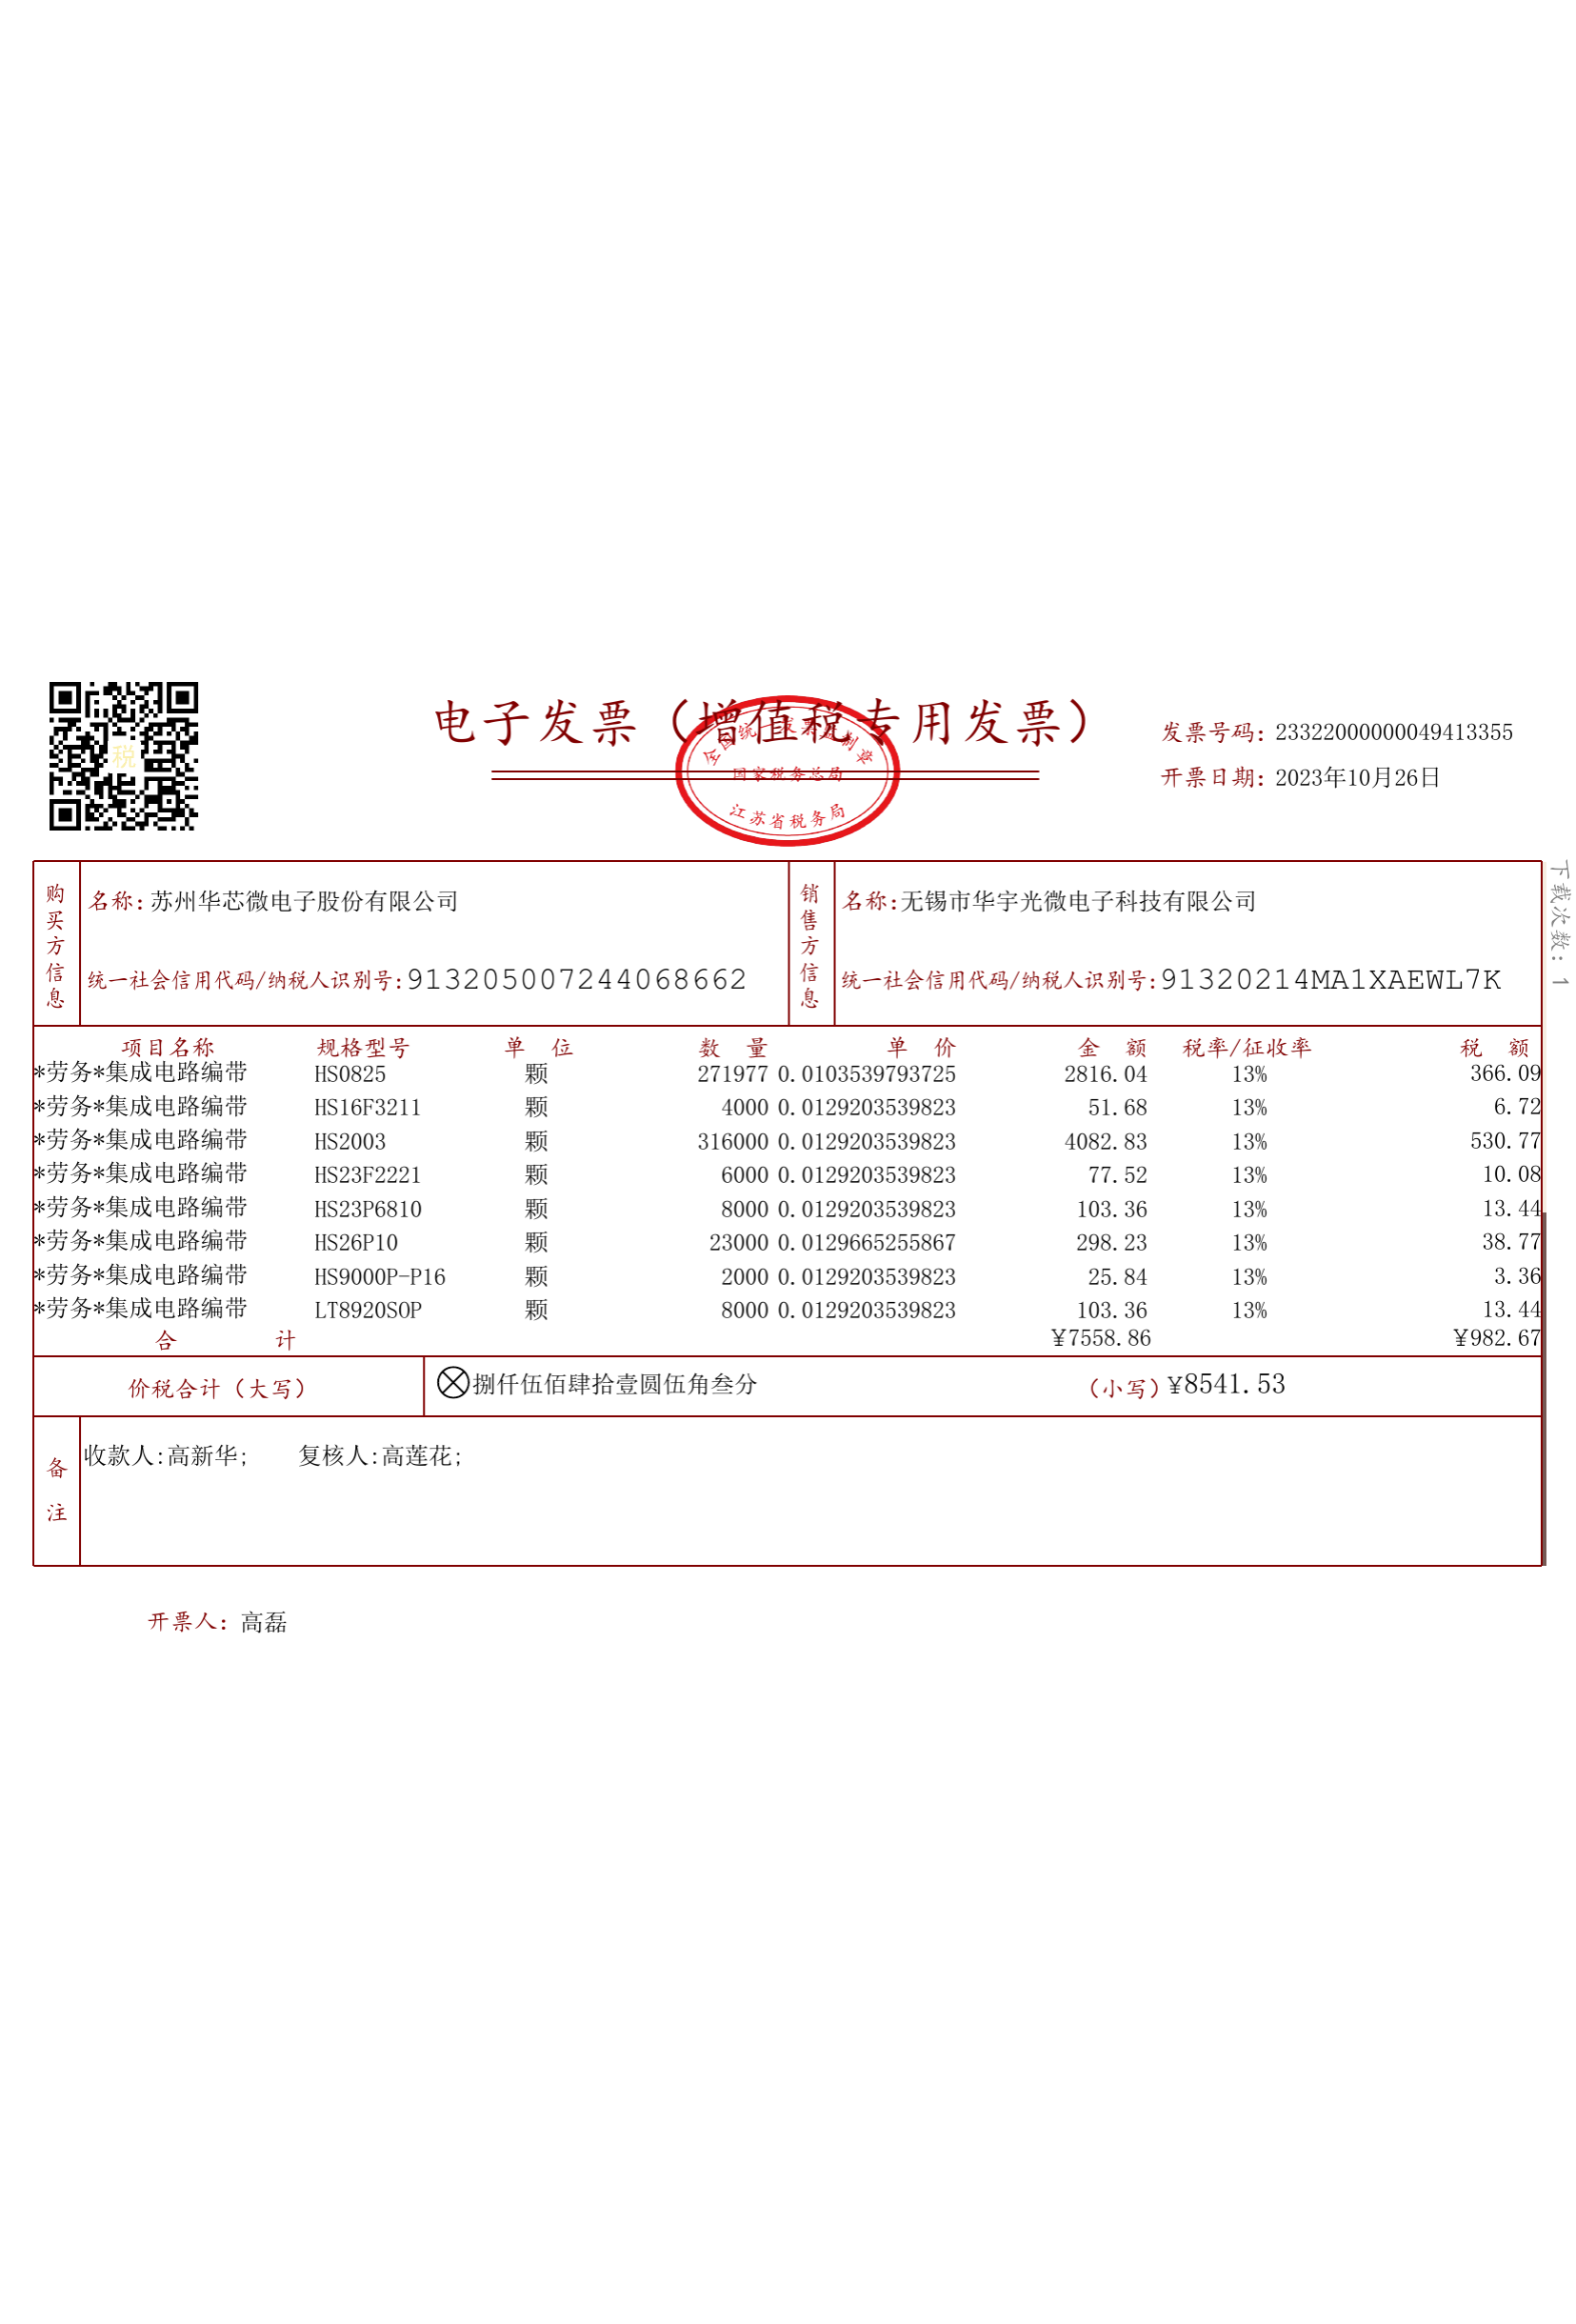 电子发票（增值税专用发票）
全国统一发票监制章
国家税务总局
江苏省税务局
税
发票号码：23322000000049413355
开票日期：2023年10月26日
下载次数：1
购买方信息
名称：苏州华芯微电子股份有限公司
统一社会信用代码/纳税人识别号：913205007244068662
销售方信息
名称：无锡市华宇光微电子科技有限公司
统一社会信用代码/纳税人识别号：91320214MA1XAEWL7K
项目名称 规格型号 单位 数量 单价 金额 税率/征收率 税额
*劳务*集成电路编带 HS0825 颗 271977 0.0103539793725 2816.04 13% 366.09
*劳务*集成电路编带 HS16F3211 颗 4000 0.0129203539823 51.68 13% 6.72
*劳务*集成电路编带 HS2003 颗 316000 0.0129203539823 4082.83 13% 530.77
*劳务*集成电路编带 HS23F2221 颗 6000 0.0129203539823 77.52 13% 10.08
*劳务*集成电路编带 HS23P6810 颗 8000 0.0129203539823 103.36 13% 13.44
*劳务*集成电路编带 HS26P10 颗 23000 0.0129665255867 298.23 13% 38.77
*劳务*集成电路编带 HS9000P-P16 颗 2000 0.0129203539823 25.84 13% 3.36
*劳务*集成电路编带 LT8920SOP 颗 8000 0.0129203539823 103.36 13% 13.44
合计 ¥7558.86 ¥982.67
价税合计（大写） 捌仟伍佰肆拾壹圆伍角叁分 （小写）¥8541.53
备注
收款人:高新华; 复核人:高莲花;
开票人：高磊